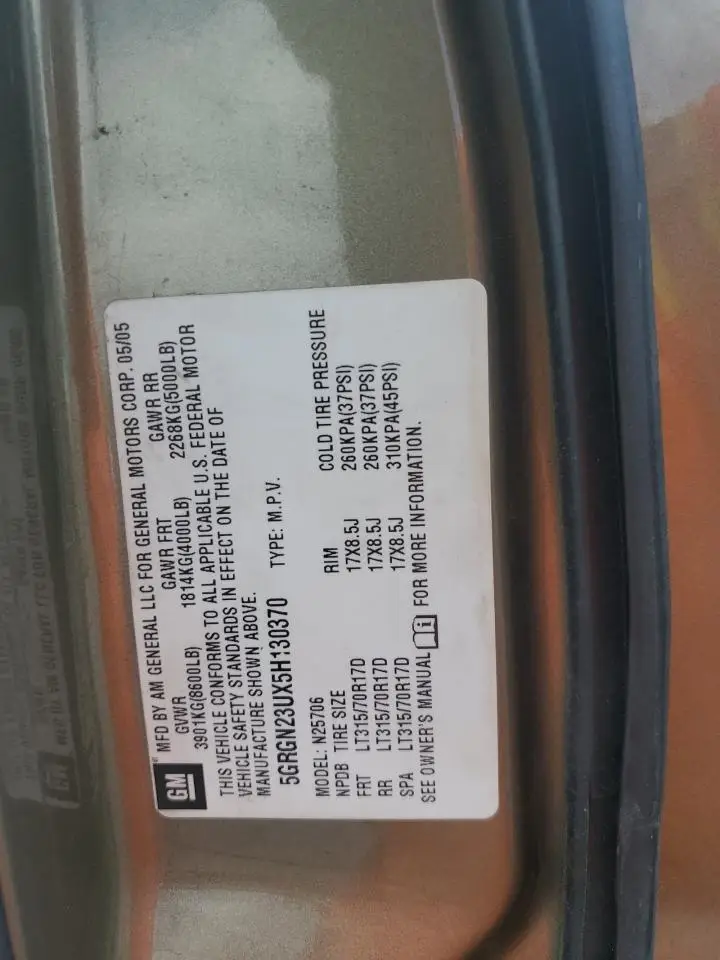 GM MFD BY AM GENERAL LLC FOR GENERAL MOTORS CORP. 05/05
GVWR GAWR FRT GAWR RR
3901KG(8600LB) 1814KG(4000LB) 2268KG(5000LB)
THIS VEHICLE CONFORMS TO ALL APPLICABLE U.S. FEDERAL MOTOR
VEHICLE SAFETY STANDARDS IN EFFECT ON THE DATE OF
MANUFACTURE SHOWN ABOVE.
5GRGN23UX5H130370 TYPE: M.P.V.
MODEL: N25706
NPDB TIRE SIZE RIM COLD TIRE PRESSURE
FRT LT315/70R17D 17X8.5J 260KPA(37PSI)
RR LT315/70R17D 17X8.5J 260KPA(37PSI)
SPA LT315/70R17D 17X8.5J 310KPA(45PSI)
SEE OWNER'S MANUAL i FOR MORE INFORMATION.